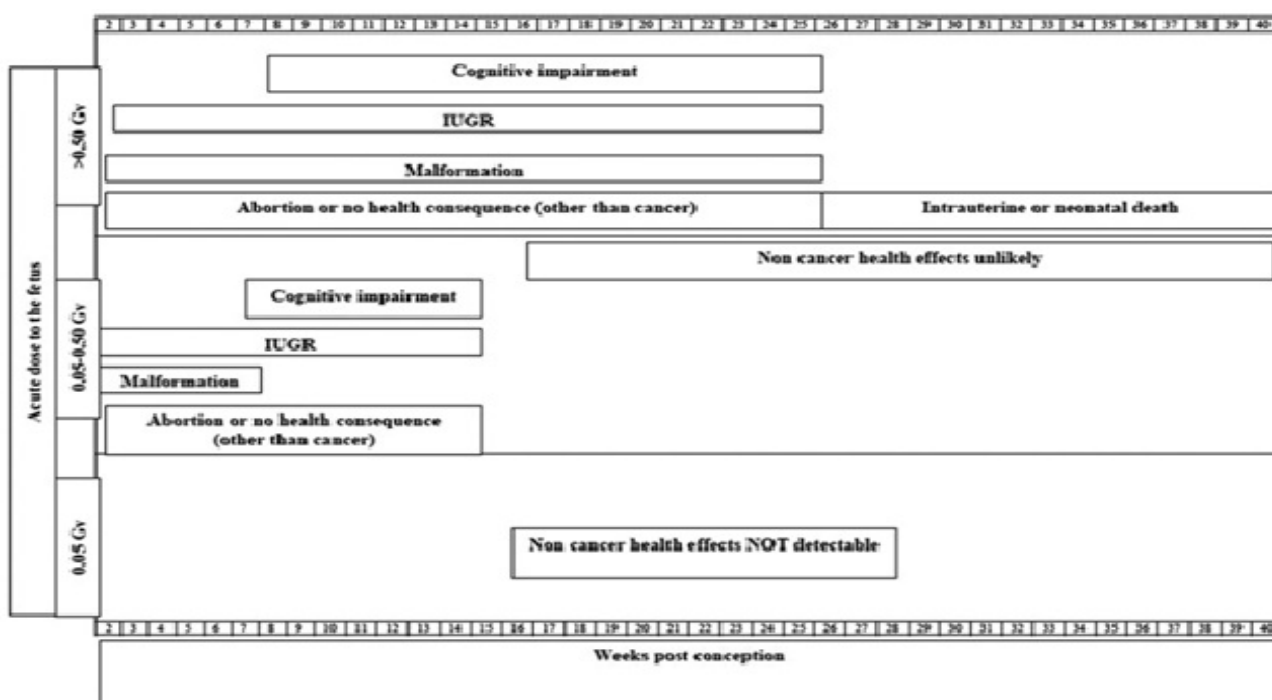 2 3 4 5 6 7 8 9 10 11 12 13 14 15 16 17 18 19 20 21 22 23 24 25 26 27 28 29 30 31 32 33 34 35 36 37 38 39 40
Cognitive impairment
IUGR
Malformation
Abortion or no health consequence (other than cancer)
Intrauterine or neonatal death
>0.50 Gv
Non cancer health effects unlikely
Cognitive impairment
IUGR
Malformation
Abortion or no health consequence
(other than cancer)
0.05-0.50 Gv
Acute dose to the fetus
Non cancer health effects NOT detectable
0.05 Gv
2 3 4 5 6 7 8 9 10 11 12 13 14 15 16 17 18 19 20 21 22 23 24 25 26 27 28 29 30 31 32 33 34 35 36 37 38 39 40
Weeks post conception